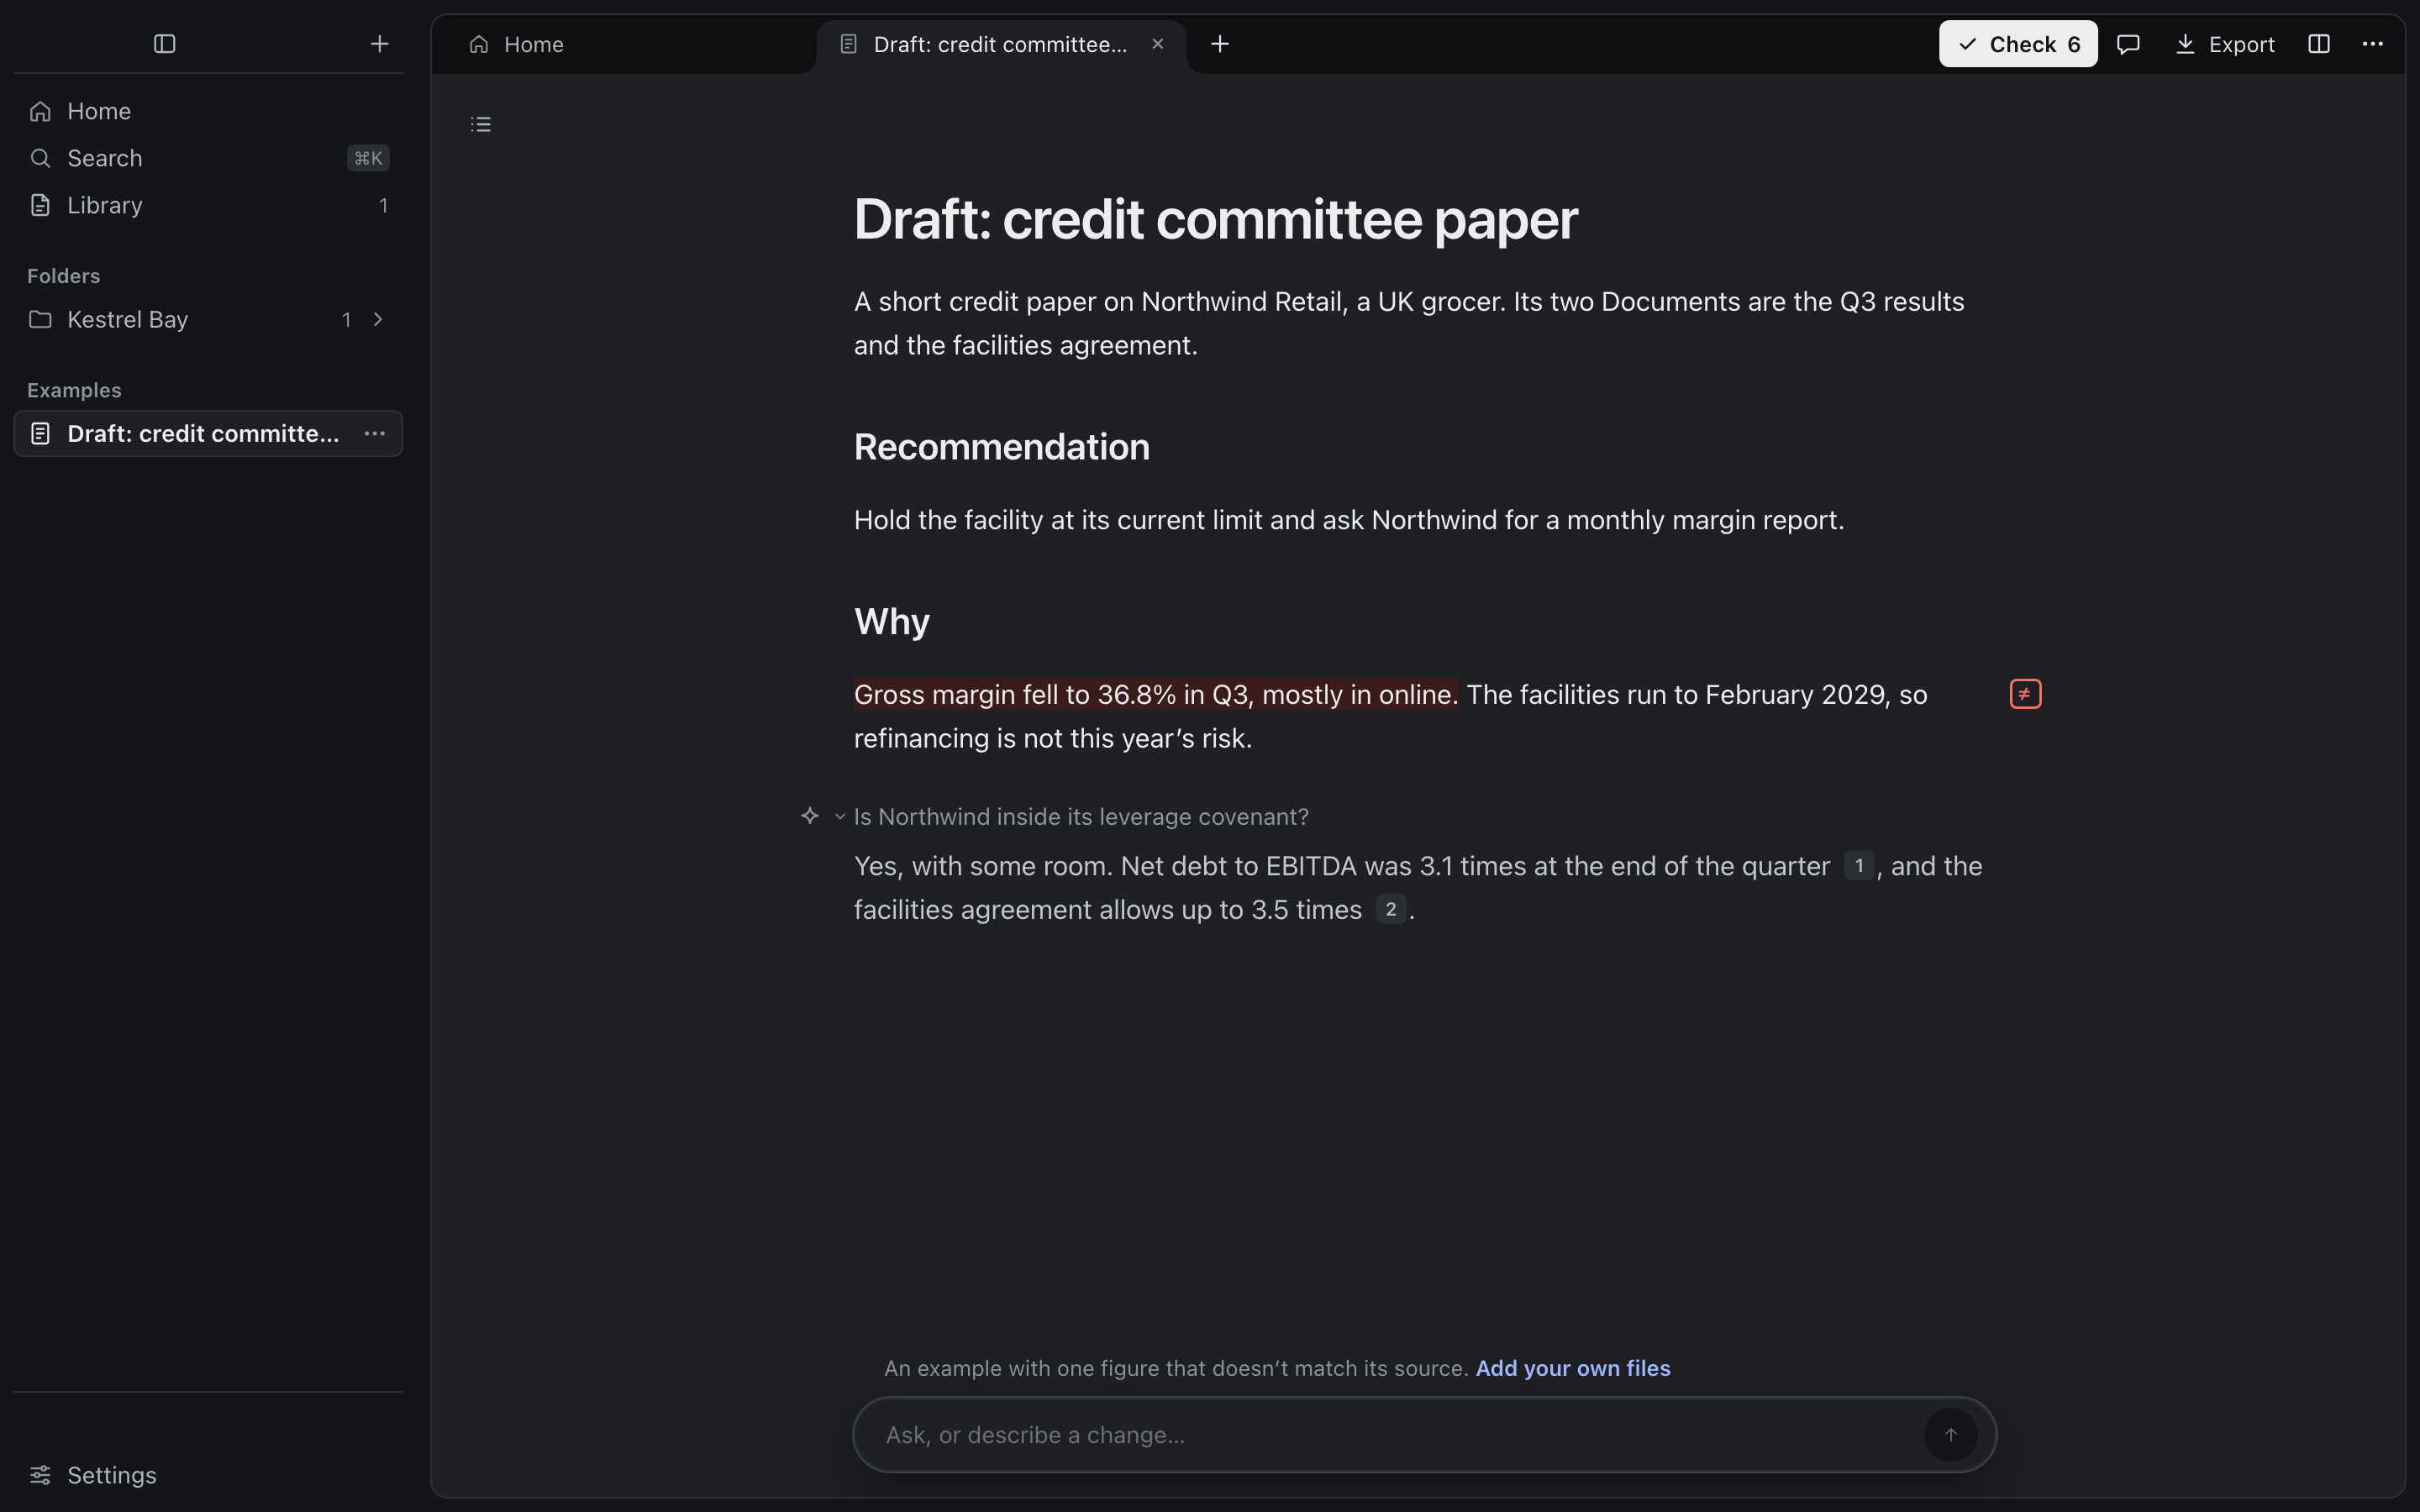 Home
Search
⌘K
Library
1
Folders
Kestrel Bay
1
Examples
Draft: credit committe...
Settings
Home
Draft: credit committee...
Check 6
Export
Draft: credit committee paper
A short credit paper on Northwind Retail, a UK grocer. Its two Documents are the Q3 results
and the facilities agreement.
Recommendation
Hold the facility at its current limit and ask Northwind for a monthly margin report.
Why
Gross margin fell to 36.8% in Q3, mostly in online. The facilities run to February 2029, so
≠
refinancing is not this year’s risk.
Is Northwind inside its leverage covenant?
Yes, with some room. Net debt to EBITDA was 3.1 times at the end of the quarter 1, and the
facilities agreement allows up to 3.5 times 2.
An example with one figure that doesn’t match its source. Add your own files
Ask, or describe a change...